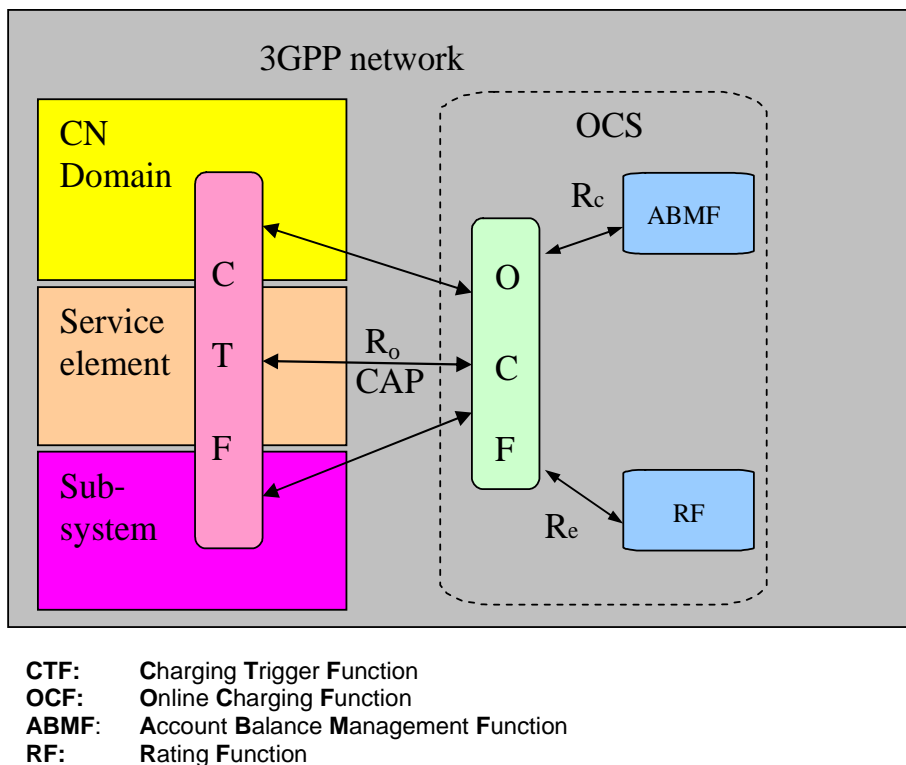 3GPP network
CN
Domain
Service
element
Sub-
system
C
T
F
Ro
CAP
OCS
O
C
F
Rc
ABMF
Re
RF
CTF: Charging Trigger Function
OCF: Online Charging Function
ABMF: Account Balance Management Function
RF: Rating Function